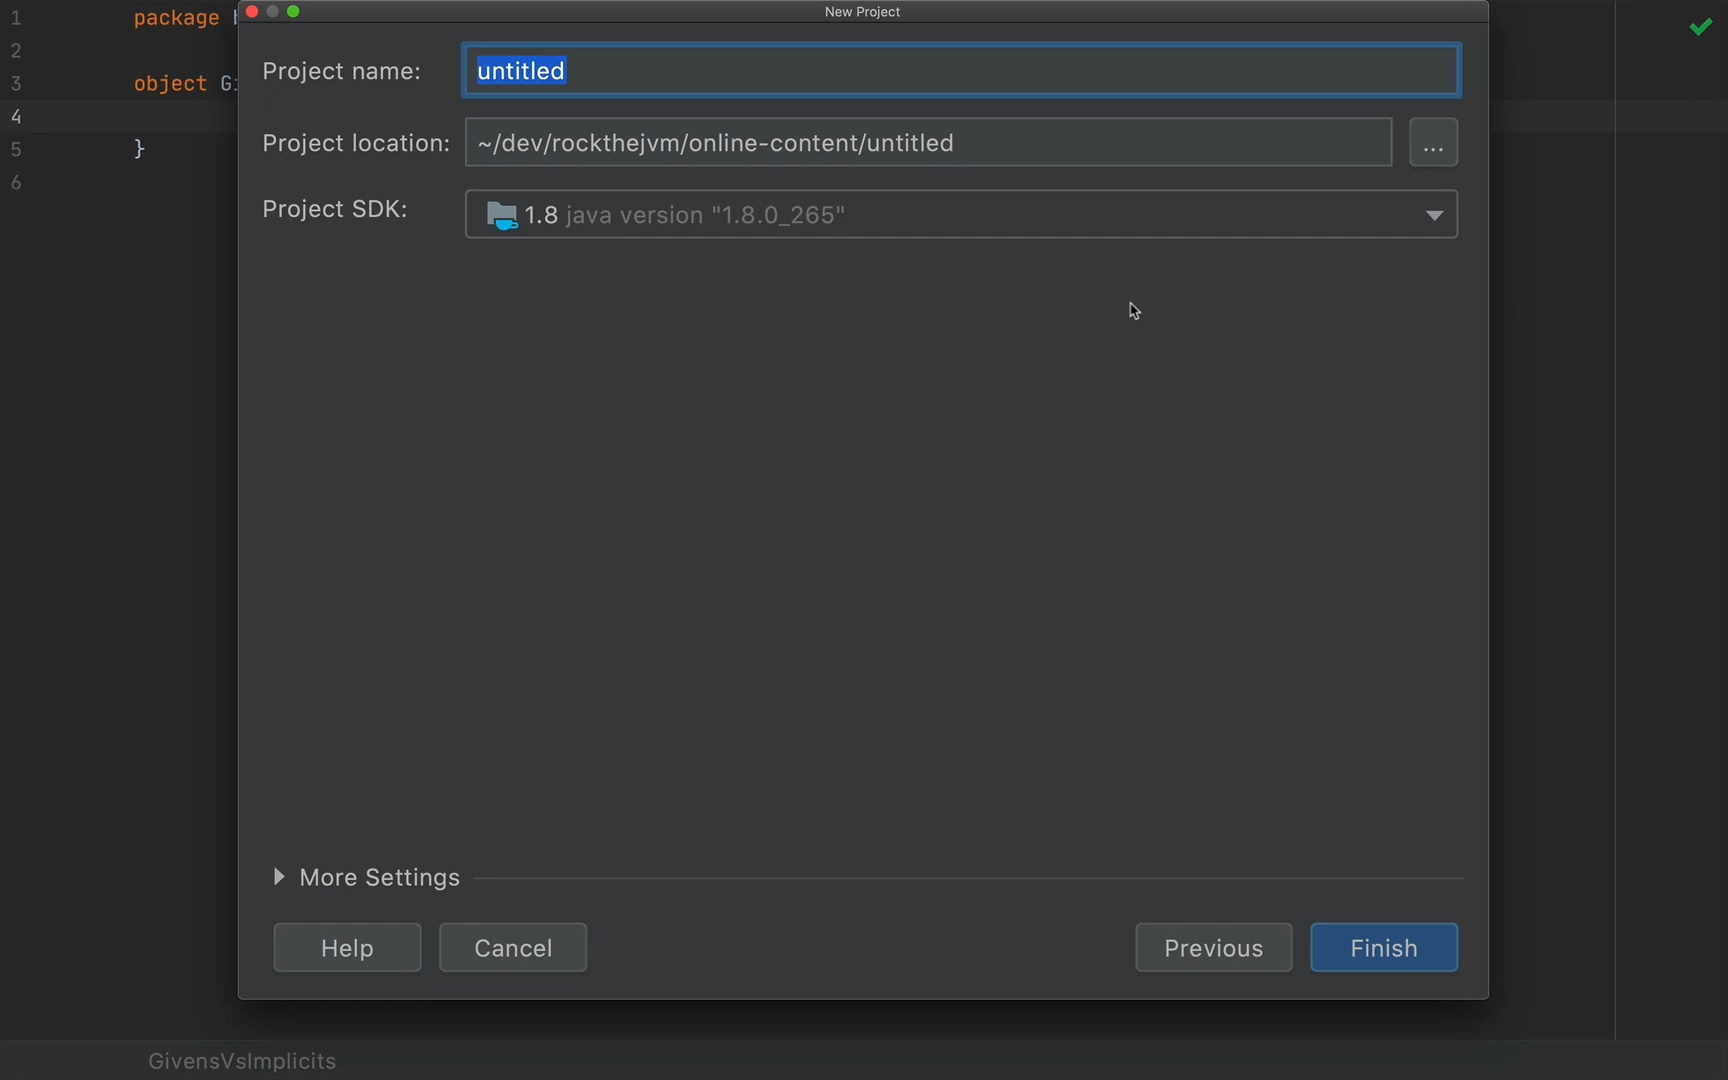 New Project
1 package
2
3 object
4
5 }
6
Project name: untitled
Project location: ~/dev/rockthejvm/online-content/untitled ...
Project SDK: 1.8 java version "1.8.0_265"
More Settings
Help Cancel Previous Finish
GivensVsImplicits